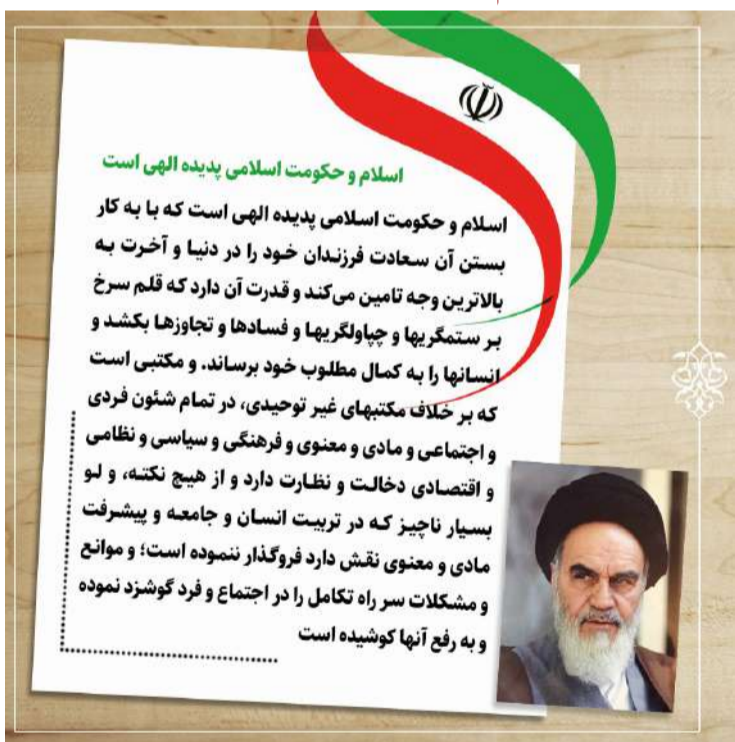 اسلام و حکومت اسلامی پدیده الهی است
اسلام و حکومت اسلامی پدیده الهی است که با به کار
بستن آن سعادت فرزندان خود را در دنیا و آخرت به
بالاترین وجه تامین می‌کند و قدرت آن دارد که قلم سرخ
بر ستمگریها و چپاولگریها و فسادها و تجاوزها بکشد و
انسانها را به کمال مطلوب خود برساند. و مکتبی است
که بر خلاف مکتبهای غیر توحیدی، در تمام شئون فردی
و اجتماعی و مادی و معنوی و فرهنگی و سیاسی و نظامی
و اقتصادی دخالت و نظارت دارد و از هیچ نکته، و لو
بسیار ناچیز که در تربیت انسان و جامعه و پیشرفت
مادی و معنوی نقش دارد فروگذار ننموده است؛ و موانع
و مشکلات سر راه تکامل را در اجتماع و فرد گوشزد نموده
و به رفع آنها کوشیده است